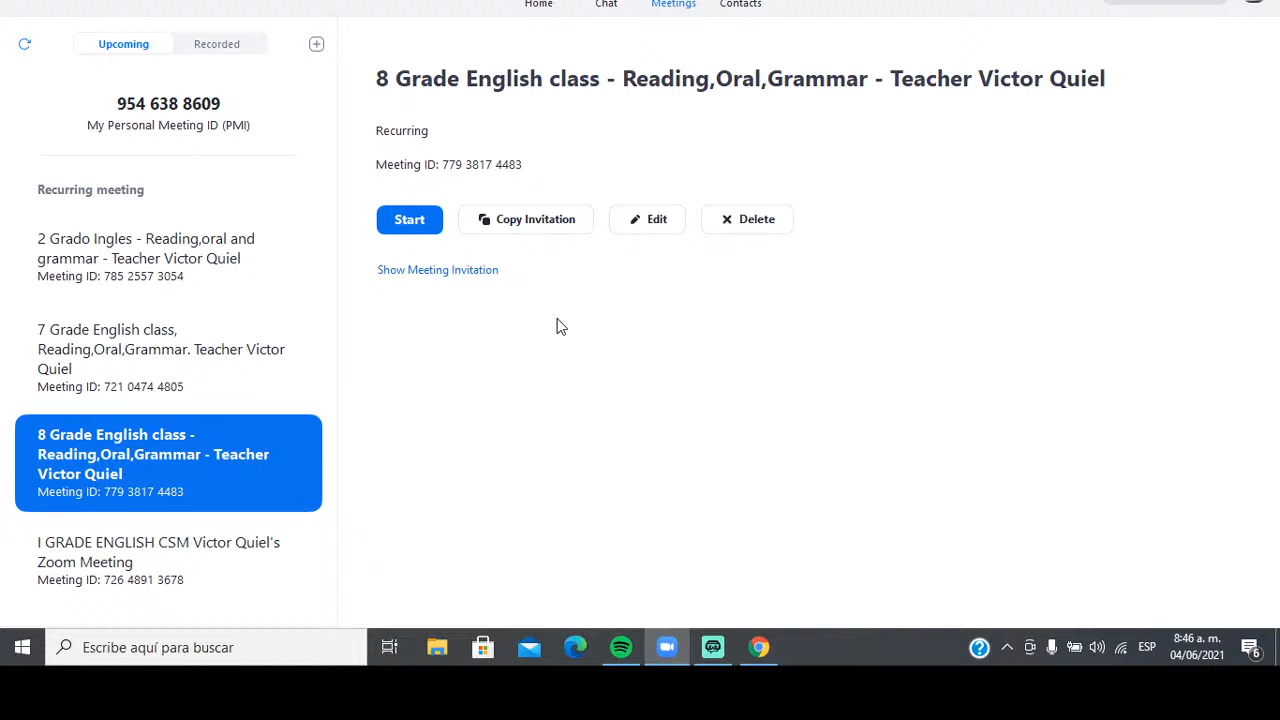 Home Chat Meetings Contacts
Upcoming Recorded
954 638 8609
My Personal Meeting ID (PMI)
Recurring meeting
2 Grado Ingles - Reading,oral and
grammar - Teacher Victor Quiel
Meeting ID: 785 2557 3054
7 Grade English class,
Reading,Oral,Grammar. Teacher Victor
Quiel
Meeting ID: 721 0474 4805
8 Grade English class -
Reading,Oral,Grammar - Teacher
Victor Quiel
Meeting ID: 779 3817 4483
I GRADE ENGLISH CSM Victor Quiel's
Zoom Meeting
Meeting ID: 726 4891 3678
8 Grade English class - Reading,Oral,Grammar - Teacher Victor Quiel
Recurring
Meeting ID: 779 3817 4483
Start Copy Invitation Edit Delete
Show Meeting Invitation
Escribe aquí para buscar
ESP
8:46 a. m.
04/06/2021
6